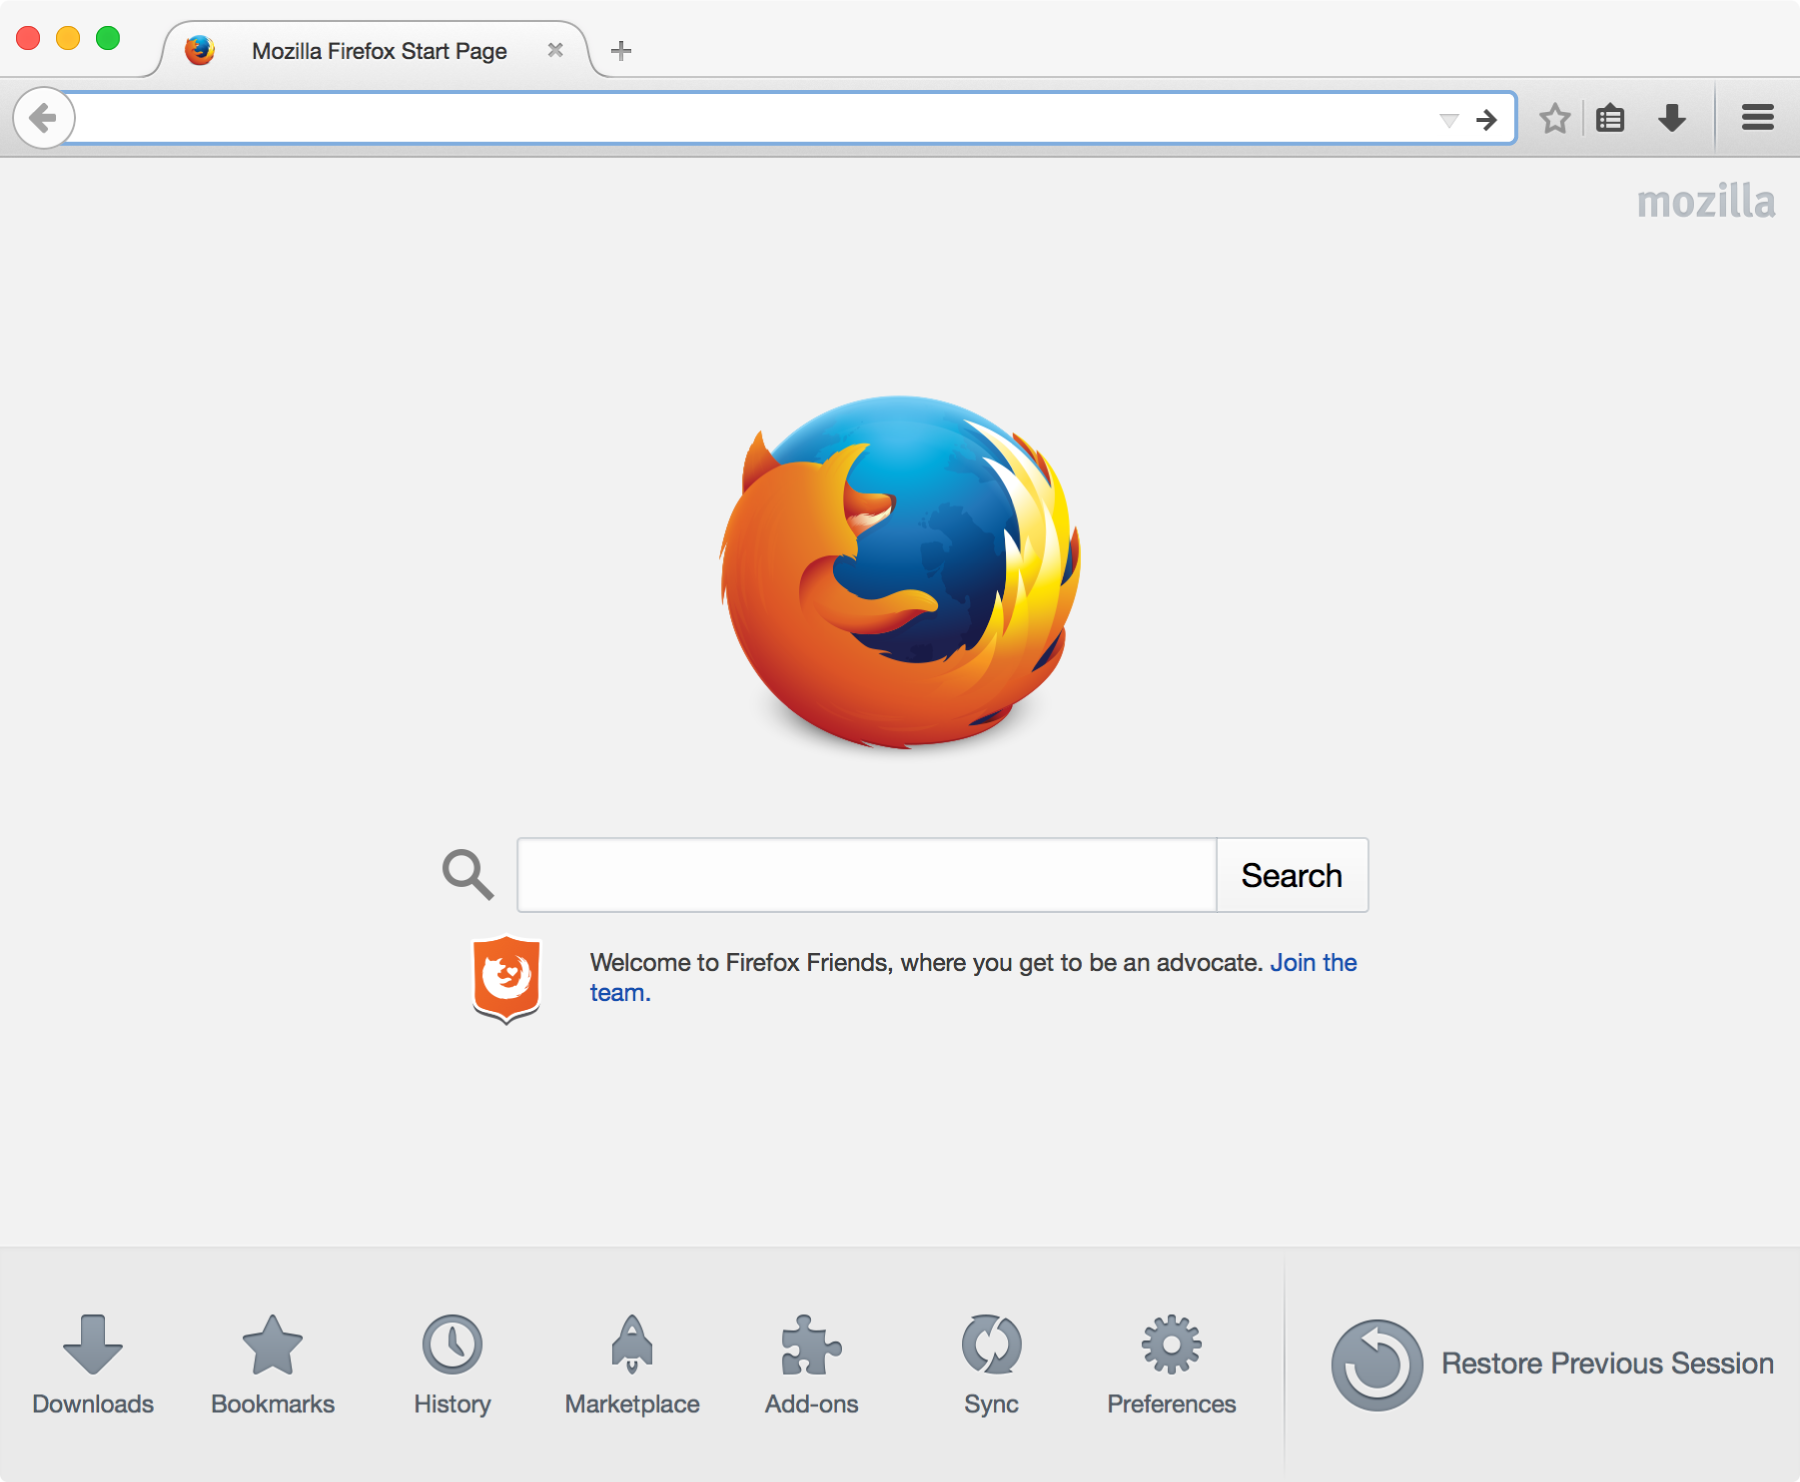 Mozilla Firefox Start Page
mozilla
Search
Welcome to Firefox Friends, where you get to be an advocate. Join the
team.
Downloads
Bookmarks
History
Marketplace
Add-ons
Sync
Preferences
Restore Previous Session